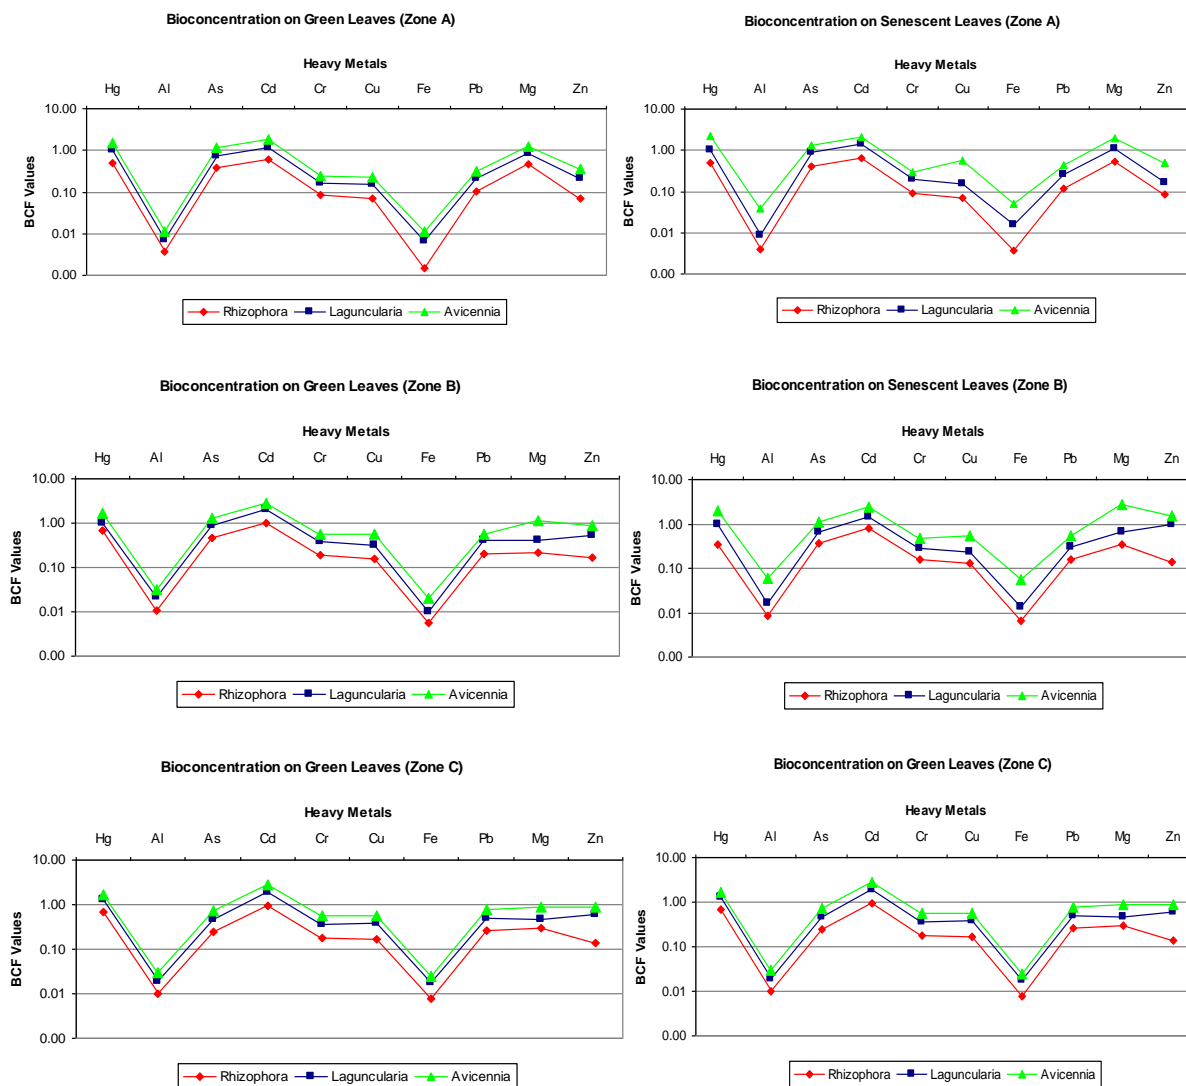 Bioconcentration on Green Leaves (Zone A)
Heavy Metals
Hg Al As Cd Cr Cu Fe Pb Mg Zn
10.00
1.00
0.10
0.01
0.00
BCF Values
Rhizophora Laguncularia Avicennia
Bioconcentration on Senescent Leaves (Zone A)
Heavy Metals
Hg Al As Cd Cr Cu Fe Pb Mg Zn
10.00
1.00
0.10
0.01
0.00
BCF Values
Rhizophora Laguncularia Avicennia
Bioconcentration on Green Leaves (Zone B)
Heavy Metals
Hg Al As Cd Cr Cu Fe Pb Mg Zn
10.00
1.00
0.10
0.01
0.00
BCF Values
Rhizophora Laguncularia Avicennia
Bioconcentration on Senescent Leaves (Zone B)
Heavy Metals
Hg Al As Cd Cr Cu Fe Pb Mg Zn
10.00
1.00
0.10
0.01
0.00
BCF Values
Rhizophora Laguncularia Avicennia
Bioconcentration on Green Leaves (Zone C)
Heavy Metals
Hg Al As Cd Cr Cu Fe Pb Mg Zn
10.00
1.00
0.10
0.01
0.00
BCF Values
Rhizophora Laguncularia Avicennia
Bioconcentration on Green Leaves (Zone C)
Heavy Metals
Hg Al As Cd Cr Cu Fe Pb Mg Zn
10.00
1.00
0.10
0.01
0.00
BCF Values
Rhizophora Laguncularia Avicennia